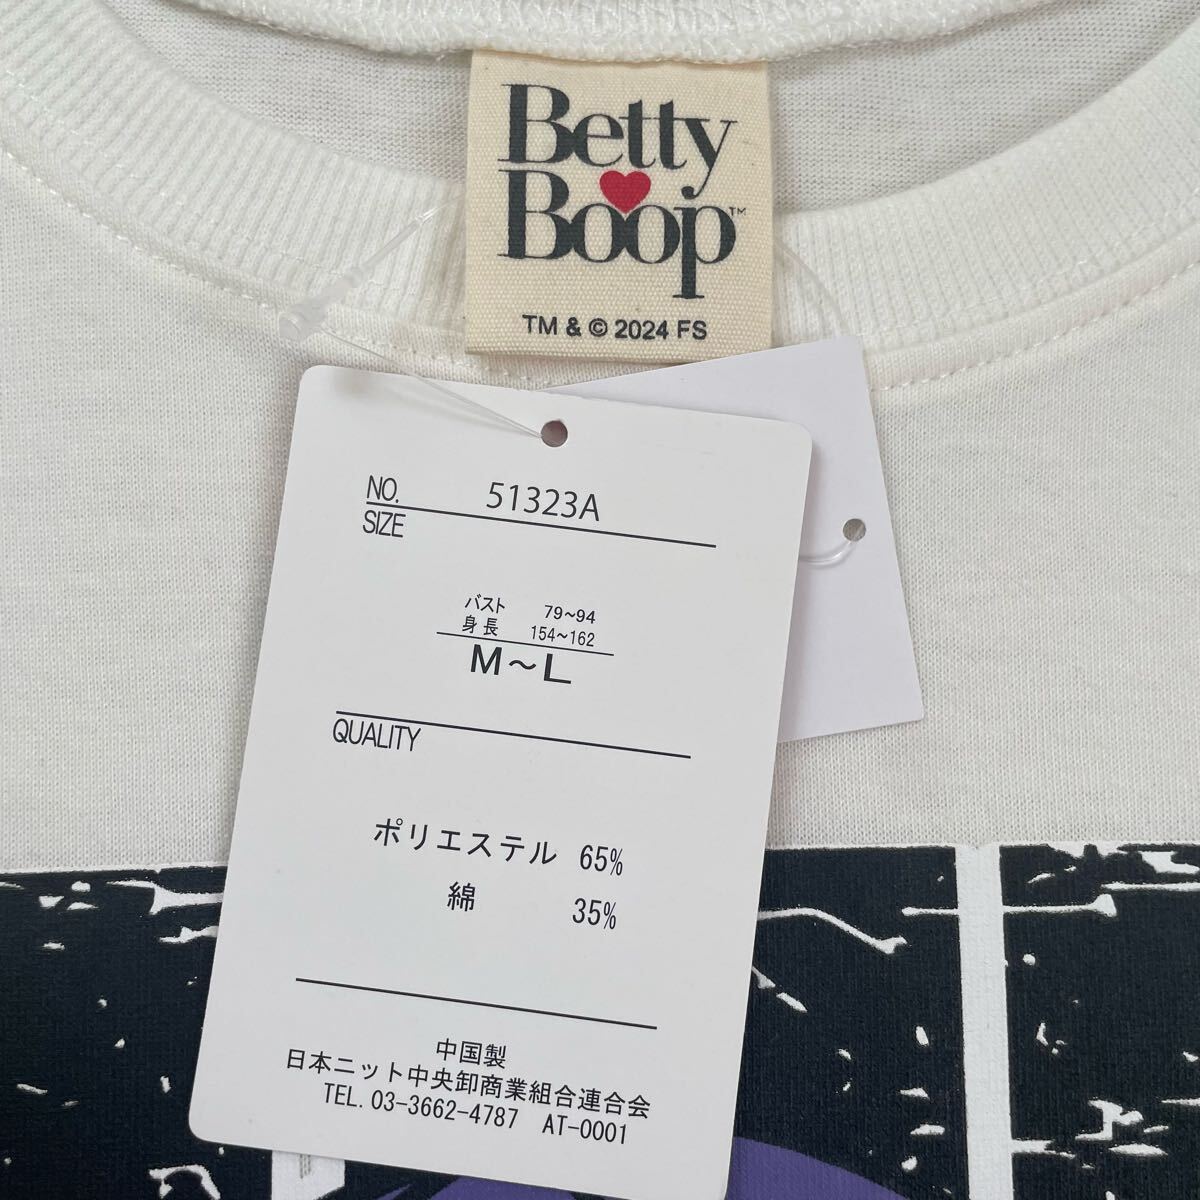 Betty
Boop™
TM & © 2024 FS
NO. 51323A
SIZE
バスト 79~94
身長 154~162
M~L
QUALITY
ポリエステル 65%
綿 35%
中国製
日本ニット中央卸商業組合連合会
TEL. 03-3662-4787 AT-0001